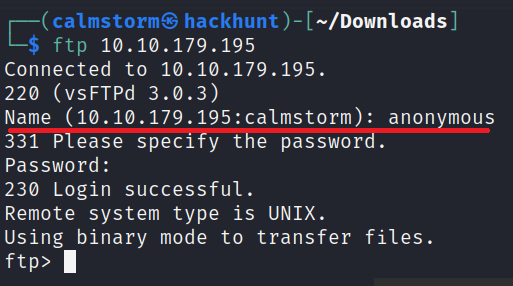 ┌──(calmstorm㉿hackhunt)-[~/Downloads]
└─$ ftp 10.10.179.195
Connected to 10.10.179.195.
220 (vsFTPd 3.0.3)
Name (10.10.179.195:calmstorm): anonymous
331 Please specify the password.
Password:
230 Login successful.
Remote system type is UNIX.
Using binary mode to transfer files.
ftp>